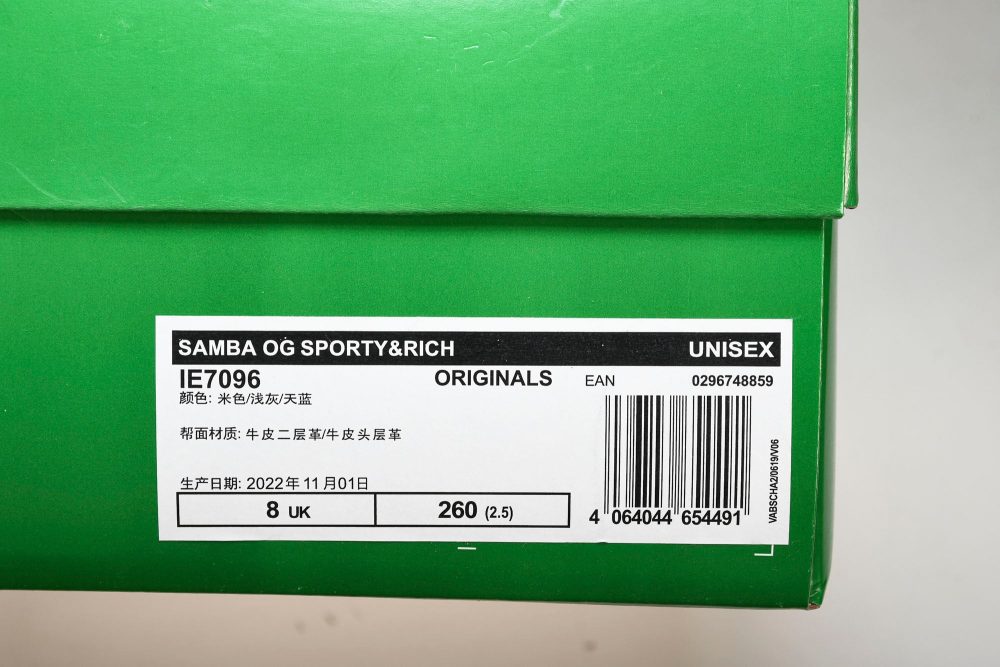 SAMBA OG SPORTY&RICH UNISEX
IE7096 ORIGINALS EAN 0296748859
颜色: 米色/浅灰/天蓝
帮面材质: 牛皮二层革/牛皮头层革
生产日期: 2022年11月01日
8 UK 260 (2.5)
4 064044 654491
VABSCHA2/0619/V06